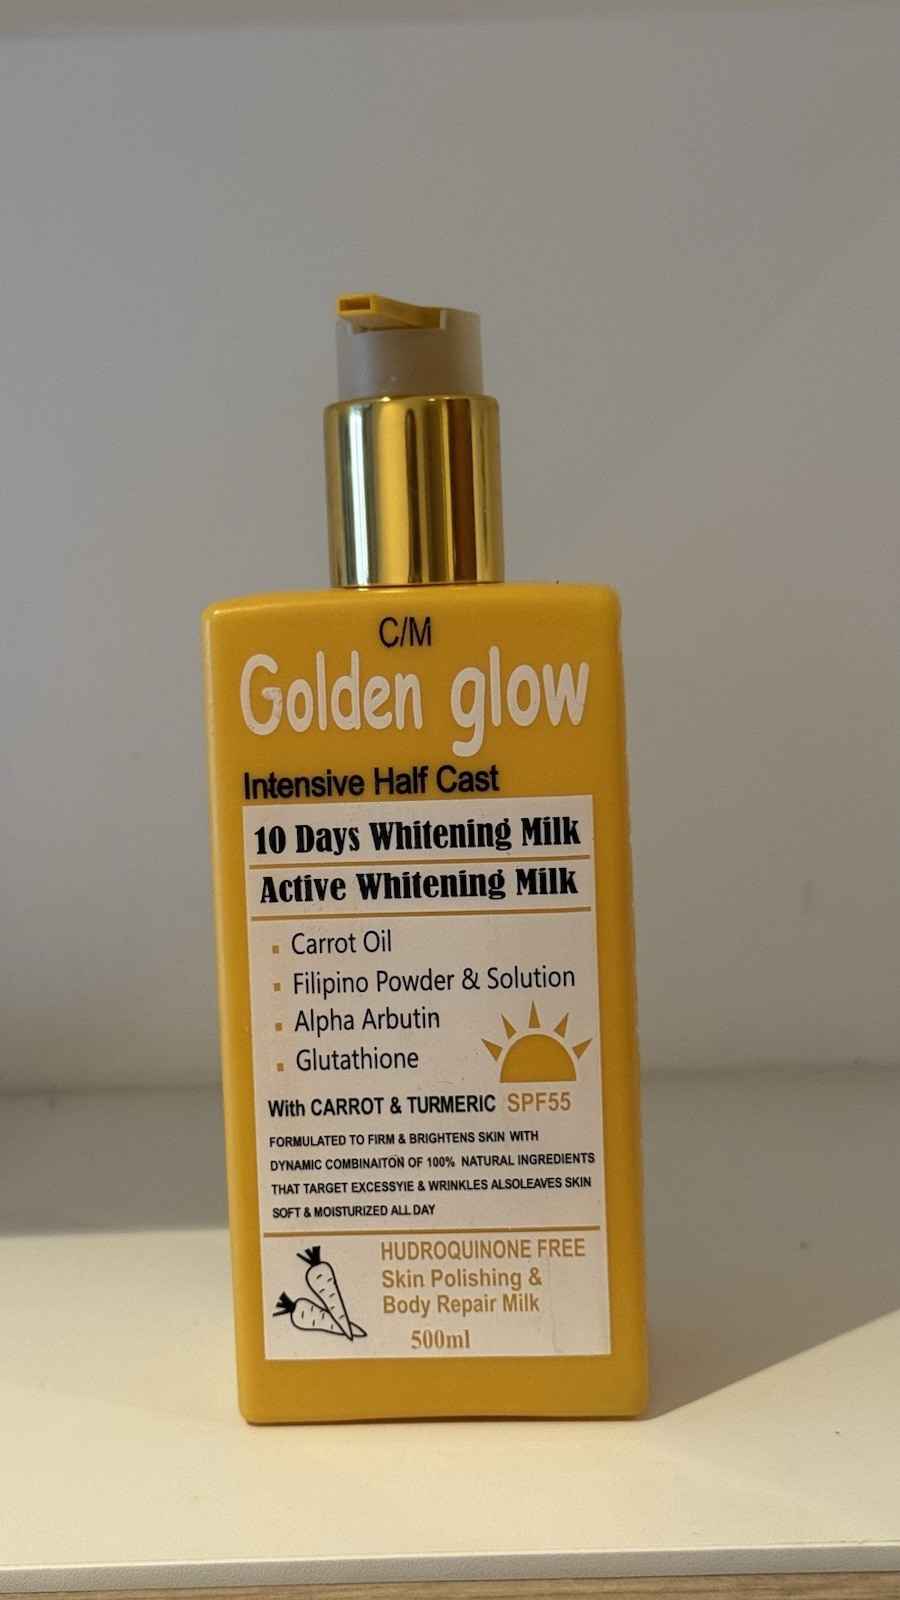 C/M
Golden glow
Intensive Half Cast
10 Days Whitening Milk
Active Whitening Milk
Carrot Oil
Filipino Powder & Solution
Alpha Arbutin
Glutathione
With CARROT & TURMERIC SPF55
FORMULATED TO FIRM & BRIGHTENS SKIN WITH
DYNAMIC COMBINAITON OF 100% NATURAL INGREDIENTS
THAT TARGET EXCESSYIE & WRINKLES ALSOLEAVES SKIN
SOFT & MOISTURIZED ALL DAY
HUDROQUINONE FREE
Skin Polishing &
Body Repair Milk
500ml